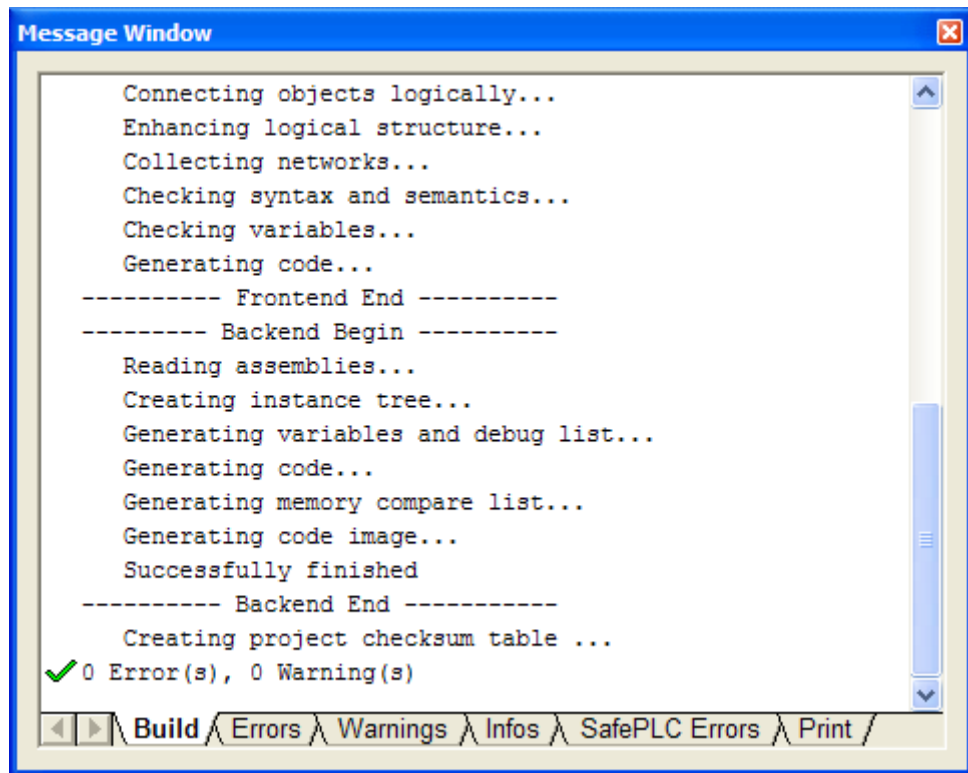 Message Window
Connecting objects logically...
Enhancing logical structure...
Collecting networks...
Checking syntax and semantics...
Checking variables...
Generating code...
---------- Frontend End ----------
--------- Backend Begin ----------
Reading assemblies...
Creating instance tree...
Generating variables and debug list...
Generating code...
Generating memory compare list...
Generating code image...
Successfully finished
---------- Backend End -----------
Creating project checksum table ...
0 Error(s), 0 Warning(s)
Build Errors Warnings Infos SafePLC Errors Print